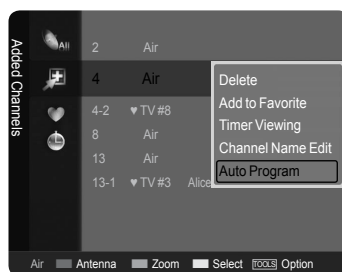 Added Channels
All
2 Air
4 Air
4-2 ♥ TV #8
8 Air
13 Air
13-1 ♥ TV #3 Alice
Delete
Add to Favorite
Timer Viewing
Channel Name Edit
Auto Program
Air Antenna Zoom Select TOOLS Option